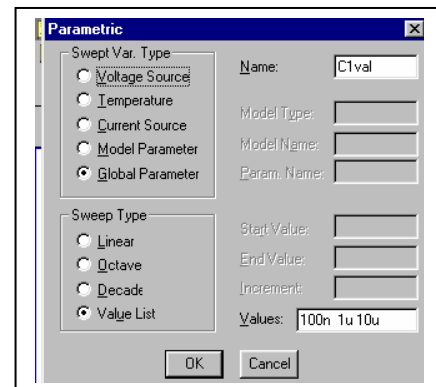 Parametric
Swept Var. Type
Voltage Source
Temperature
Current Source
Model Parameter
Global Parameter
Name: C1val
Model Type:
Model Name:
Param. Name:
Sweep Type
Linear
Octave
Decade
Value List
Start Value:
End Value:
Increment:
Values: 100n 1u 10u
OK
Cancel